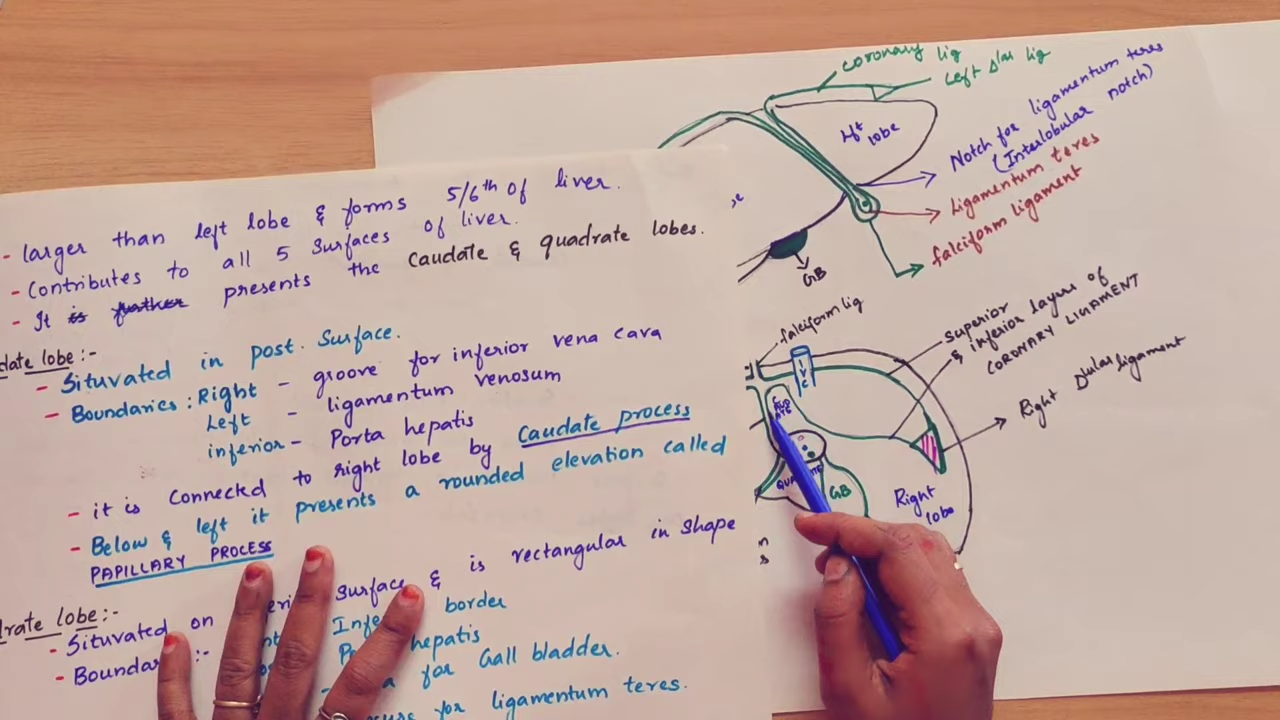 - larger than left lobe & forms 5/6th of liver.
- Contributes to all 5 surfaces of liver.
- It is further presents the caudate & quadrate lobes.
date lobe:-
- Situvated in post. Surface.
- Boundaries: Right - groove for inferior vena cava
Left - ligamentum venosum
inferior - Porta hepatis
- it is connected to right lobe by Caudate process
- Below & left it presents a rounded elevation called
PAPILLARY PROCESS
drate lobe:-
- Situvated on surface & is rectangular in shape
- Boundar :- Infe border
hepatis
for Gall bladder.
for ligamentum teres.
coronary lig
Left Δlar lig
Lft lobe
Notch for ligamentum teres
(Interlobular notch)
Ligamentum teres
falciform ligament
GB
falciform lig
IVC
Superior
& inferior layers of
CORONARY LIGAMENT
Right Δular ligament
GB
Right
lobe